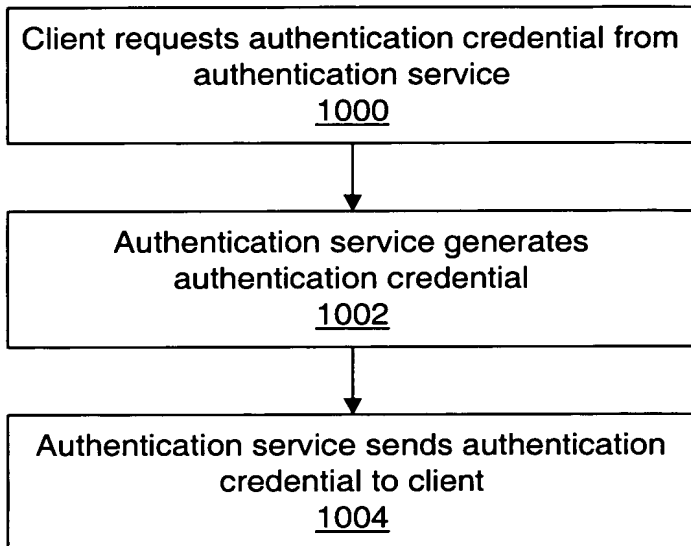 Client requests authentication credential from
authentication service
1000
Authentication service generates
authentication credential
1002
Authentication service sends authentication
credential to client
1004